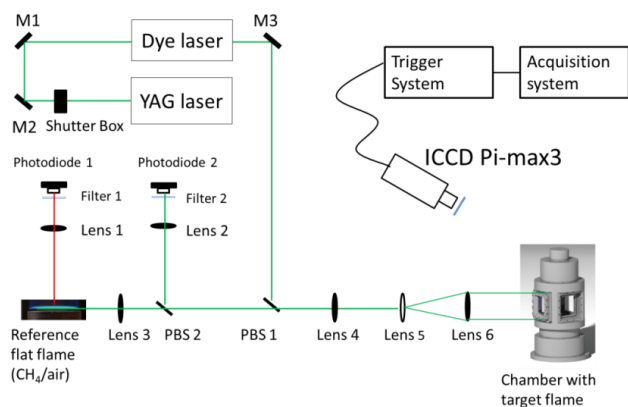 M1
M3
Dye laser
YAG laser
M2
Shutter Box
Trigger
System
Acquisition
system
ICCD Pi-max3
Photodiode 1
Photodiode 2
Filter 1
Filter 2
Lens 1
Lens 2
Reference
flat flame
(CH₄/air)
Lens 3
PBS 2
PBS 1
Lens 4
Lens 5
Lens 6
Chamber with
target flame